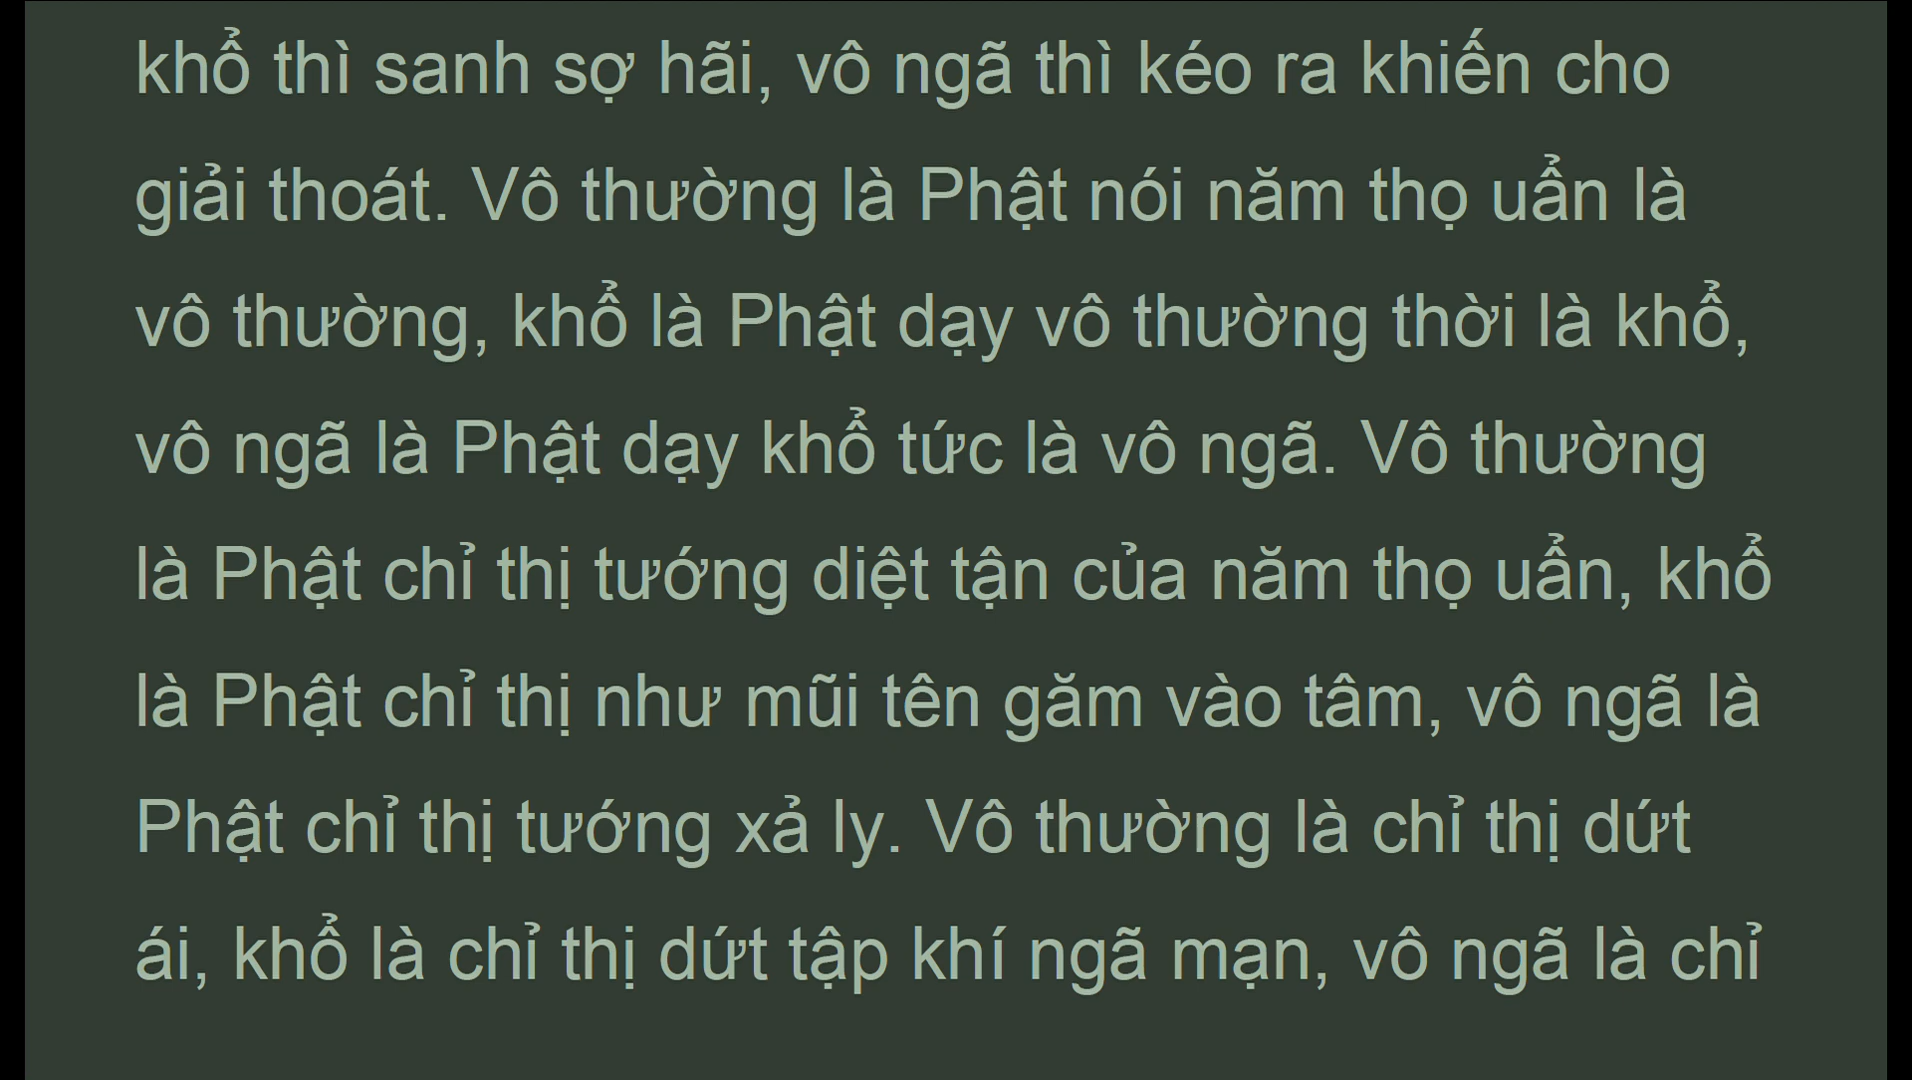 khổ thì sanh sợ hãi, vô ngã thì kéo ra khiến cho
giải thoát. Vô thường là Phật nói năm thọ uẩn là
vô thường, khổ là Phật dạy vô thường thời là khổ,
vô ngã là Phật dạy khổ tức là vô ngã. Vô thường
là Phật chỉ thị tướng diệt tận của năm thọ uẩn, khổ
là Phật chỉ thị như mũi tên găm vào tâm, vô ngã là
Phật chỉ thị tướng xả ly. Vô thường là chỉ thị dứt
ái, khổ là chỉ thị dứt tập khí ngã mạn, vô ngã là chỉ